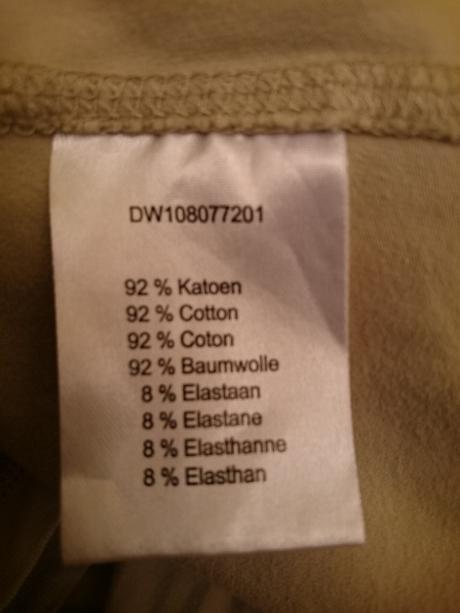 DW108077201
92 % Katoen
92 % Cotton
92 % Coton
92 % Baumwolle
8 % Elastaan
8 % Elastane
8 % Elasthanne
8 % Elasthan